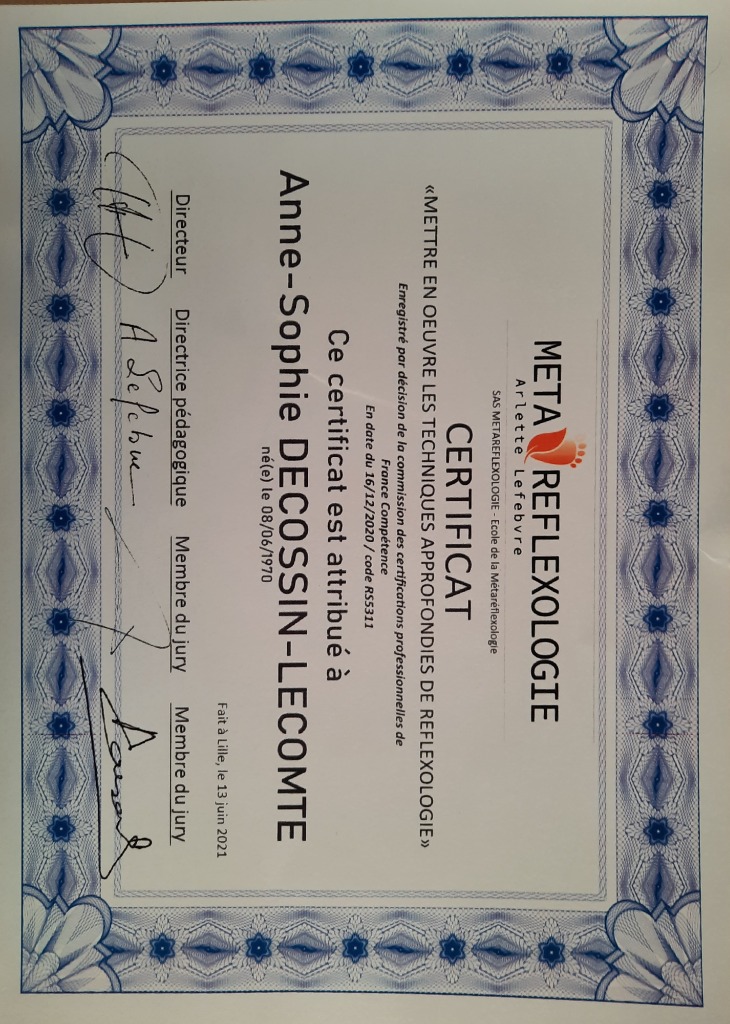 META REFLEXOLOGIE
Arlette Lefebvre
SAS METAREFLEXOLOGIE - Ecole de la Métaréflexologie
CERTIFICAT
«METTRE EN OEUVRE LES TECHNIQUES APPROFONDIES DE REFLEXOLOGIE»
Enregistré par décision de la commission des certifications professionnelles de
France Compétence
En date du 16/12/2020 / code RS5311
Ce certificat est attribué à
Anne-Sophie DECOSSIN-LECOMTE
né(e) le 08/06/1970
Fait à Lille, le 13 juin 2021
Directeur Directrice pédagogique Membre du jury Membre du jury
A Lefebvre